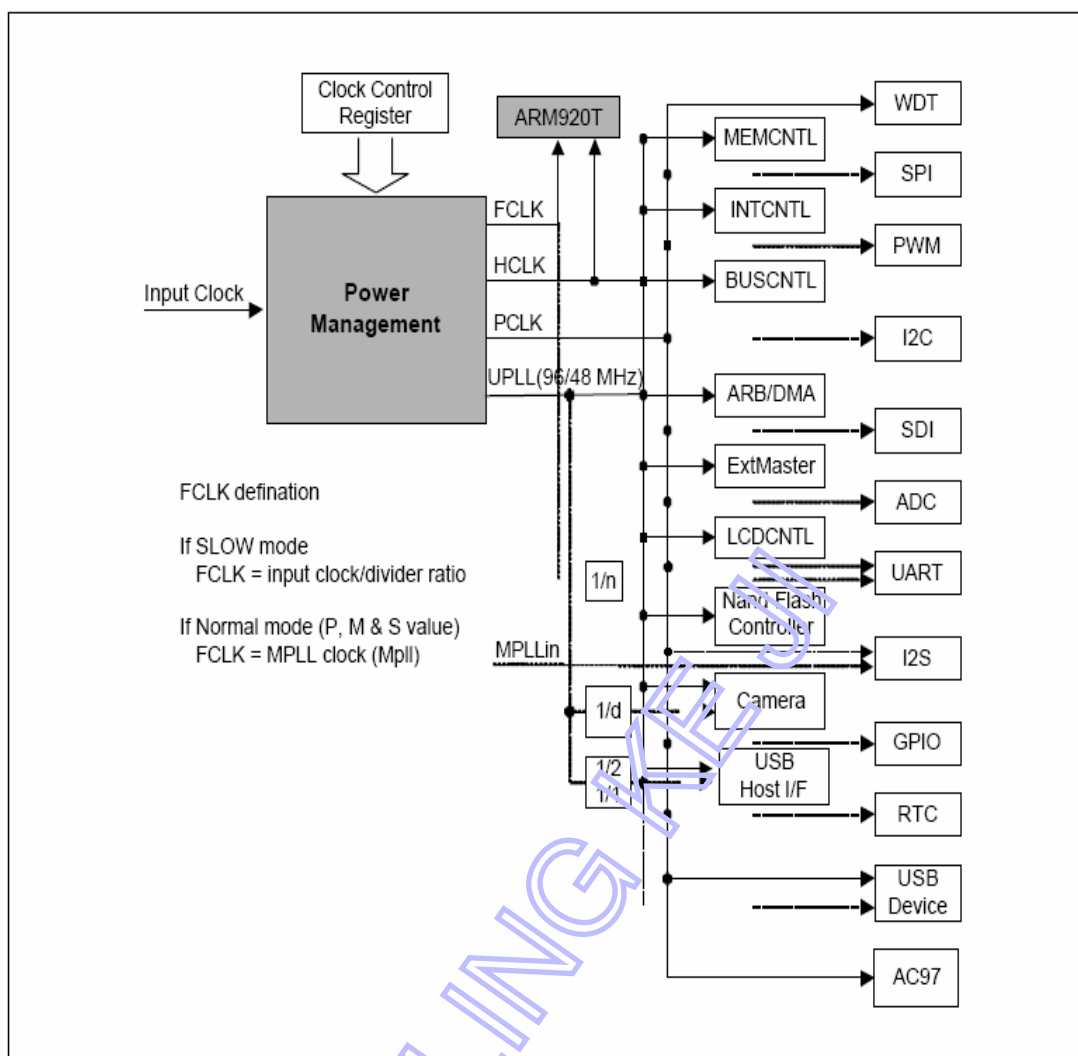 Clock Control
Register
ARM920T
WDT
MEMCNTL
SPI
FCLK
INTCNTL
PWM
HCLK
BUSCNTL
Input Clock
Power
Management
PCLK
I2C
UPLL(96/48 MHz)
ARB/DMA
SDI
ExtMaster
FCLK defination
ADC
LCDCNTL
If SLOW mode
FCLK = input clock/divider ratio
1/n
UART
Nand Flash
Controller
If Normal mode (P, M & S value)
FCLK = MPLL clock (Mpll)
MPLLin
I2S
Camera
1/d
GPIO
USB
Host I/F
1/2
1/1
RTC
USB
Device
AC97
LING KE JI